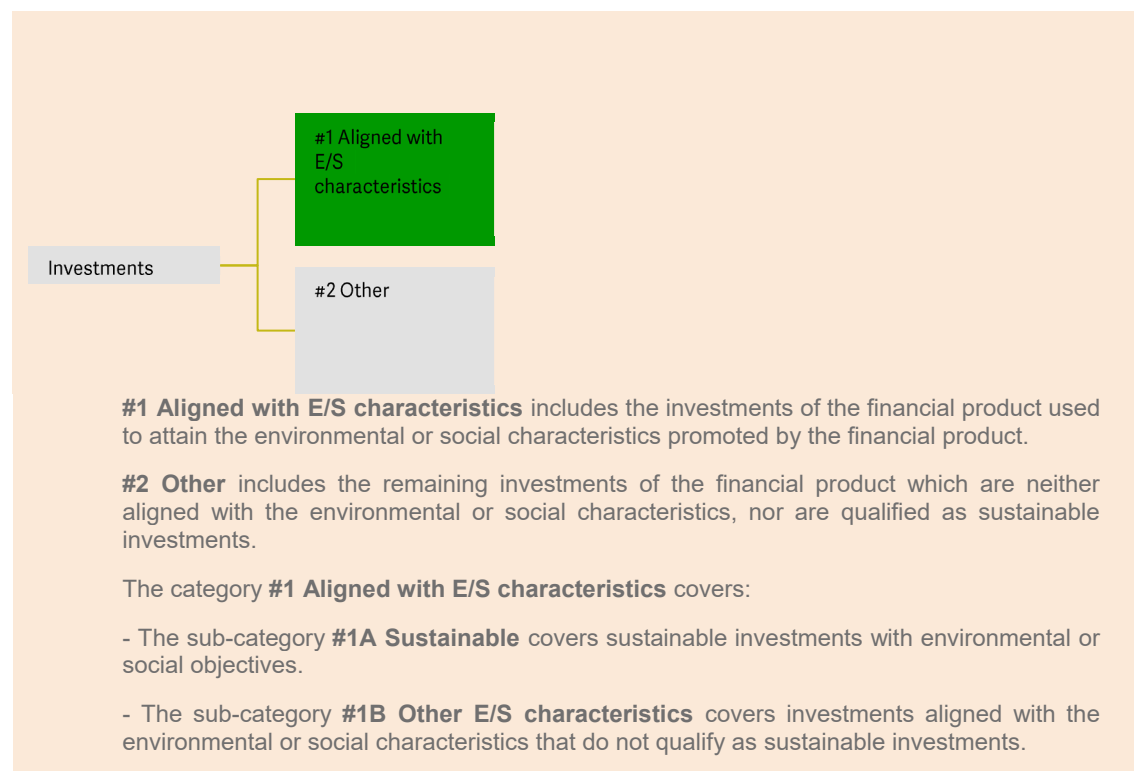 #1 Aligned with
E/S
characteristics
Investments
#2 Other
#1 Aligned with E/S characteristics includes the investments of the financial product used
to attain the environmental or social characteristics promoted by the financial product.
#2 Other includes the remaining investments of the financial product which are neither
aligned with the environmental or social characteristics, nor are qualified as sustainable
investments.
The category #1 Aligned with E/S characteristics covers:
- The sub-category #1A Sustainable covers sustainable investments with environmental or
social objectives.
- The sub-category #1B Other E/S characteristics covers investments aligned with the
environmental or social characteristics that do not qualify as sustainable investments.